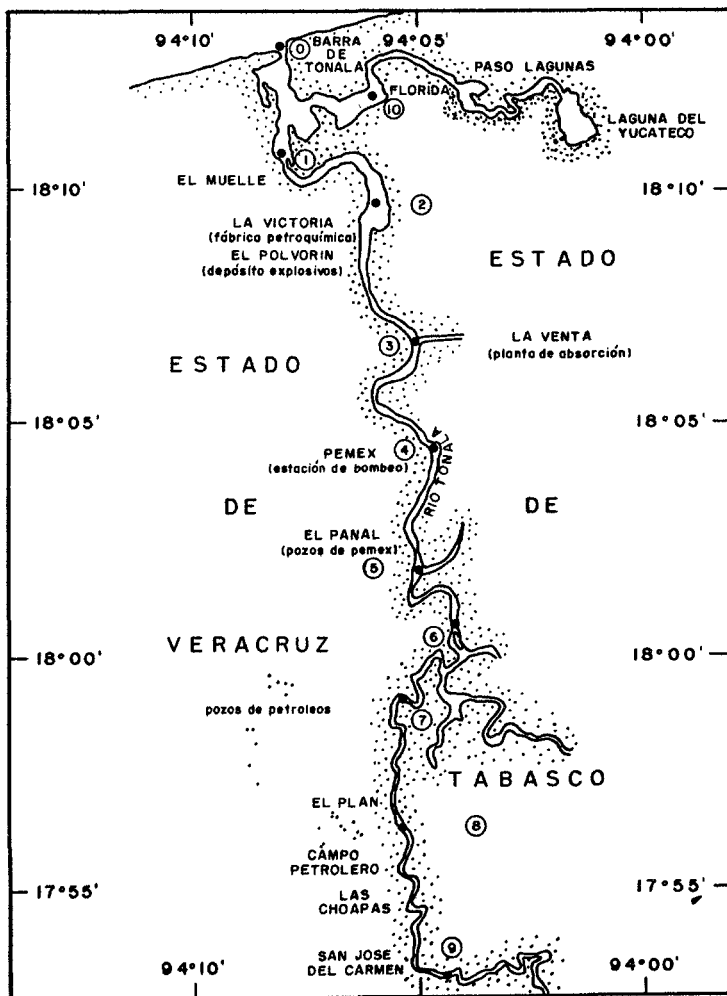 94°10'
94°05'
94°00'
0
BARRA
DE
TONALA
PASO LAGUNAS
FLORIDA
10
LAGUNA DEL
YUCATECO
1
EL MUELLE
18°10'
18°10'
2
LA VICTORIA
(fábrica petroquímica)
EL POLVORIN
(depósito explosivos)
ESTADO
3
LA VENTA
(planta de absorción)
ESTADO
18°05'
18°05'
4
PEMEX
(estación de bombeo)
RIO TONALA
DE
DE
EL PANAL
(pozos de pemex)
5
6
VERACRUZ
18°00'
18°00'
pozos de petroleos
7
TABASCO
EL PLAN
8
CAMPO
PETROLERO
17°55'
17°55'
LAS
CHOAPAS
9
SAN JOSE
DEL CARMEN
94°10'
94°05'
94°00'